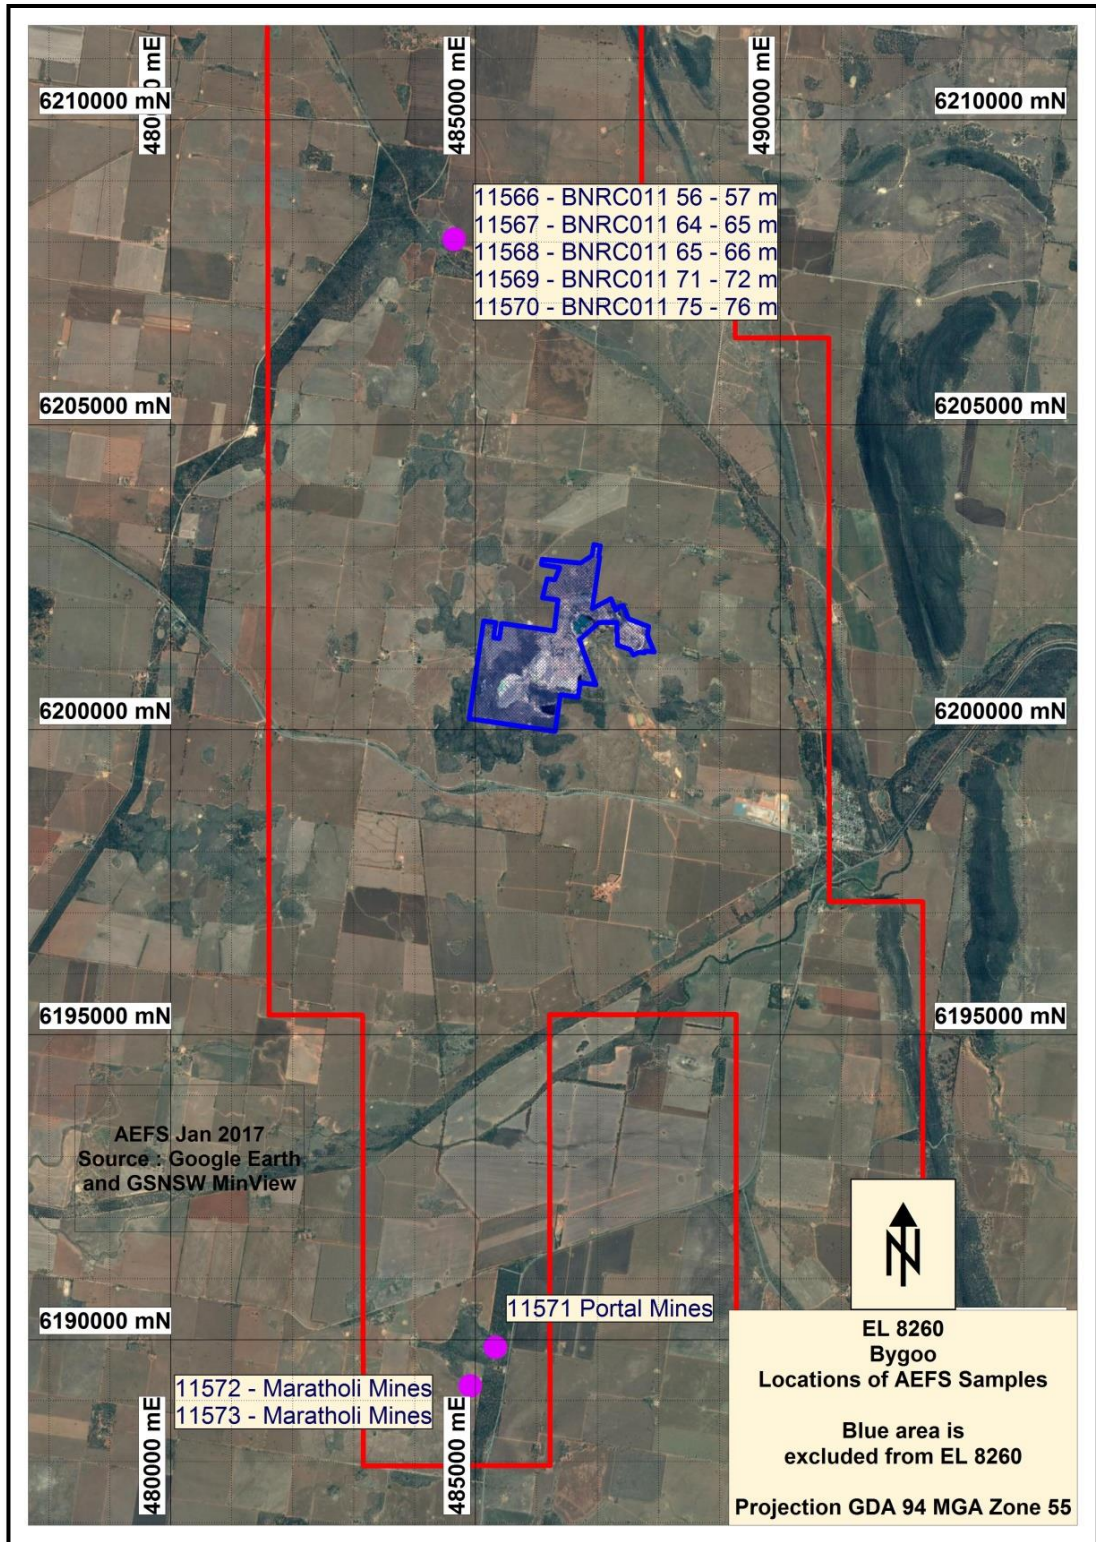 480000 mE
485000 mE
490000 mE
6210000 mN
6210000 mN
11566 - BNRC011 56 - 57 m
11567 - BNRC011 64 - 65 m
11568 - BNRC011 65 - 66 m
11569 - BNRC011 71 - 72 m
11570 - BNRC011 75 - 76 m
6205000 mN
6205000 mN
6200000 mN
6200000 mN
6195000 mN
6195000 mN
AEFS Jan 2017
Source : Google Earth
and GSNSW MinView
N
11571 Portal Mines
6190000 mN
11572 - Maratholi Mines
11573 - Maratholi Mines
480000 mE
485000 mE
EL 8260
Bygoo
Locations of AEFS Samples
Blue area is
excluded from EL 8260
Projection GDA 94 MGA Zone 55